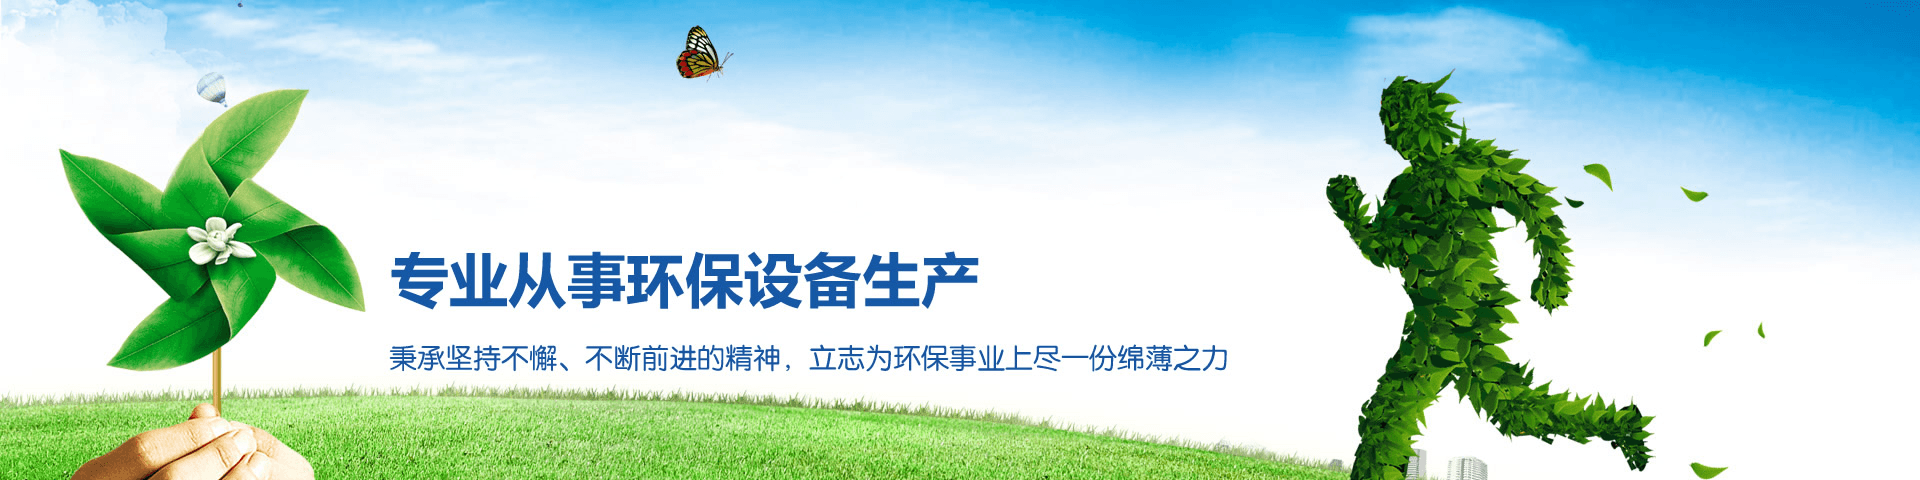 专业从事环保设备生产
秉承坚持不懈、不断前进的精神，立志为环保事业上尽一份绵薄之力